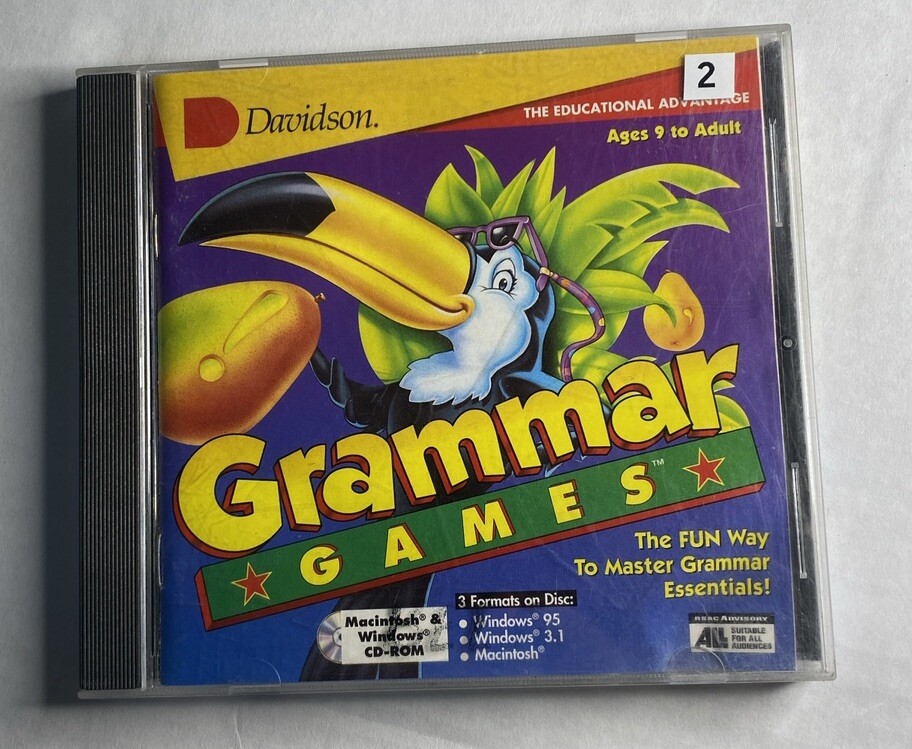 2
Davidson.
THE EDUCATIONAL ADVANTAGE
Ages 9 to Adult
Grammar
GAMES™
The FUN Way
To Master Grammar
Essentials!
Macintosh® &
Windows®
CD-ROM
3 Formats on Disc:
• Windows® 95
• Windows® 3.1
• Macintosh®
RSAC ADVISORY
ALL
SUITABLE
FOR ALL
AUDIENCES